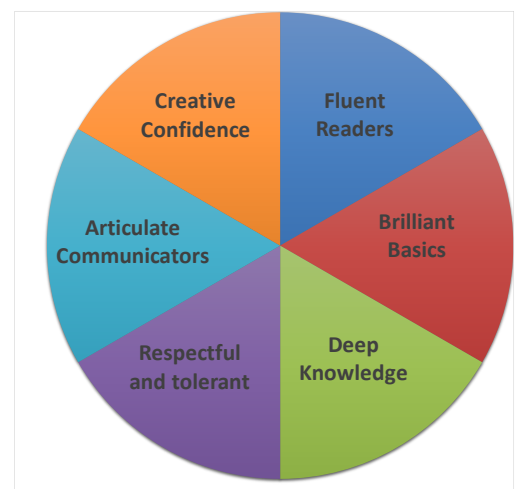 Fluent
Readers
Brilliant
Basics
Deep
Knowledge
Respectful
and tolerant
Articulate
Communicators
Creative
Confidence